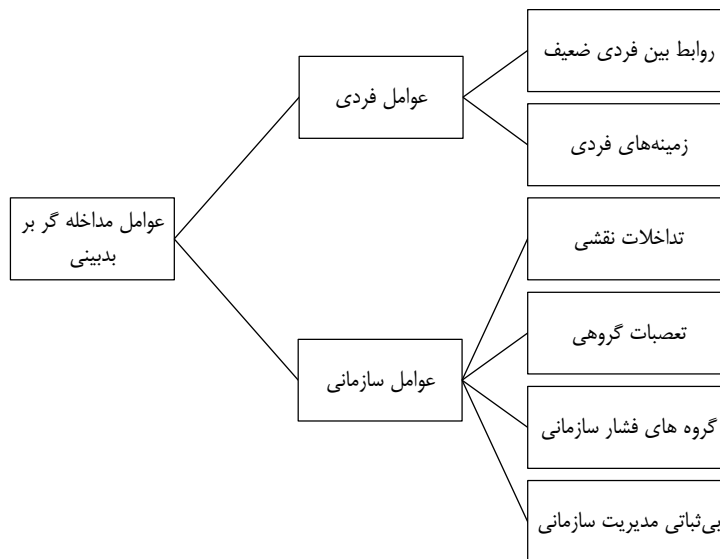 روابط بین فردی ضعیف
عوامل فردی
زمینه‌های فردی
عوامل مداخله گر بر
بدبینی
تداخلات نقشی
تعصبات گروهی
عوامل سازمانی
گروه های فشار سازمانی
بی‌ثباتی مدیریت سازمانی